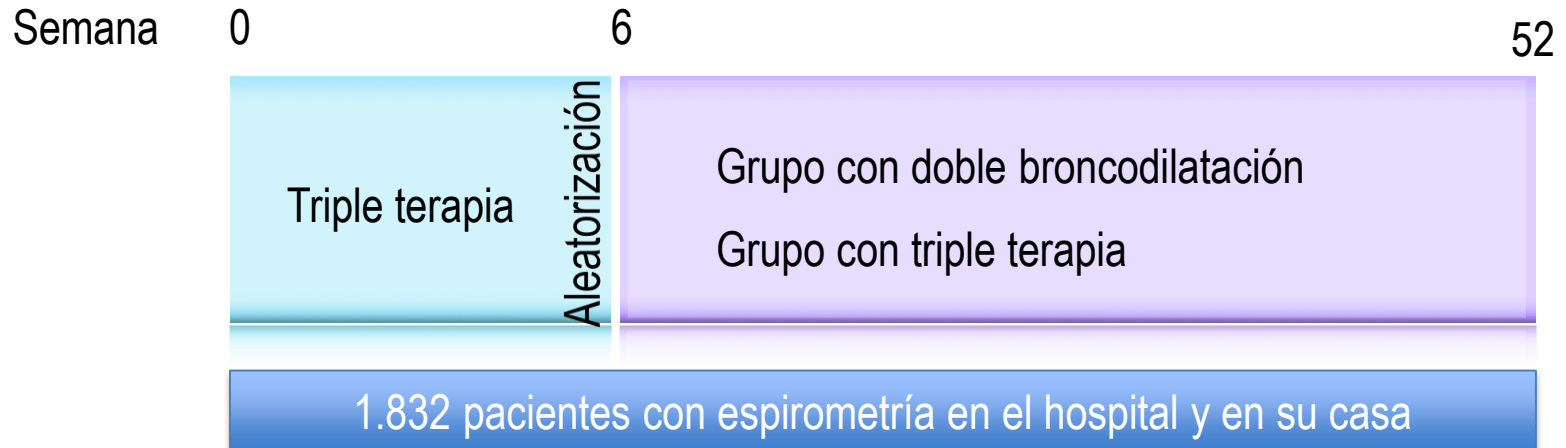 Semana 0 6 52
Triple terapia
Aleatorización
Grupo con doble broncodilatación
Grupo con triple terapia
1.832 pacientes con espirometría en el hospital y en su casa